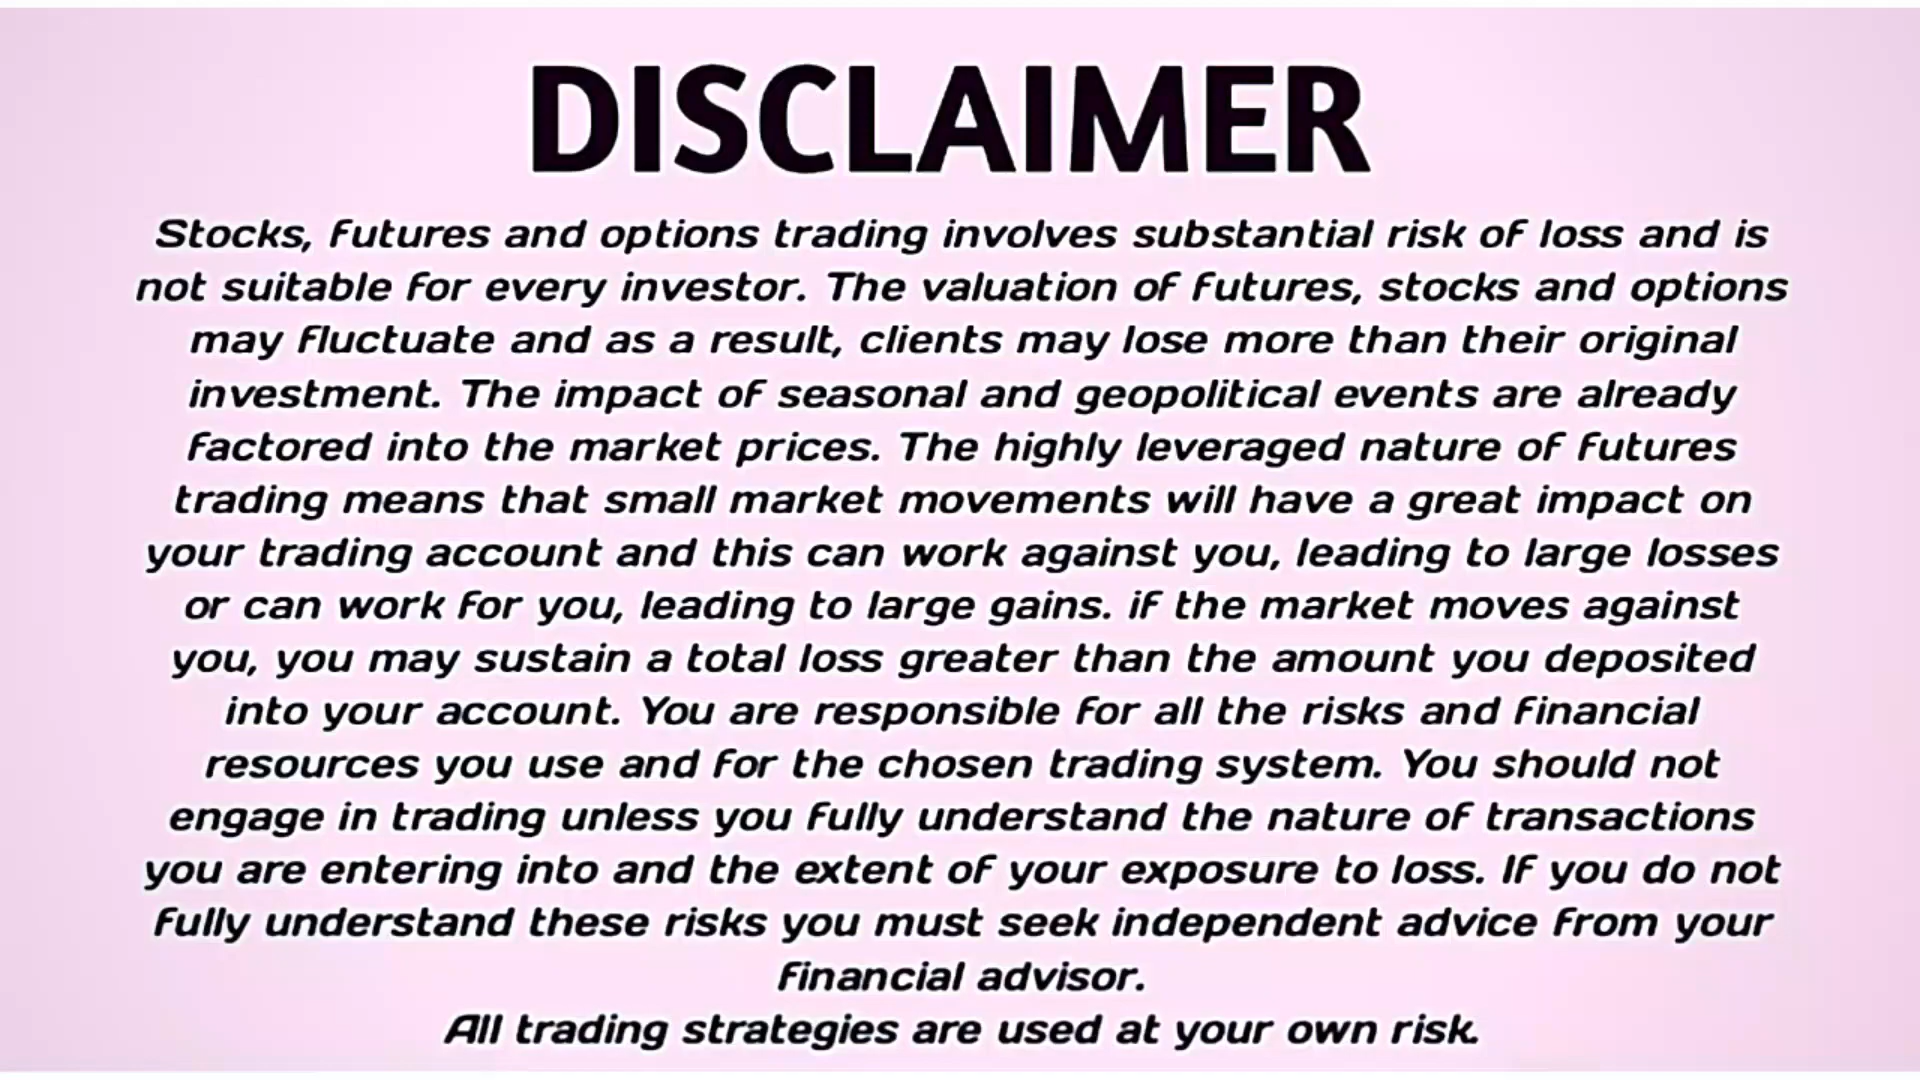 DISCLAIMER
Stocks, futures and options trading involves substantial risk of loss and is
not suitable for every investor. The valuation of futures, stocks and options
may fluctuate and as a result, clients may lose more than their original
investment. The impact of seasonal and geopolitical events are already
factored into the market prices. The highly leveraged nature of futures
trading means that small market movements will have a great impact on
your trading account and this can work against you, leading to large losses
or can work for you, leading to large gains. if the market moves against
you, you may sustain a total loss greater than the amount you deposited
into your account. You are responsible for all the risks and financial
resources you use and for the chosen trading system. You should not
engage in trading unless you fully understand the nature of transactions
you are entering into and the extent of your exposure to loss. If you do not
fully understand these risks you must seek independent advice from your
financial advisor.
All trading strategies are used at your own risk.